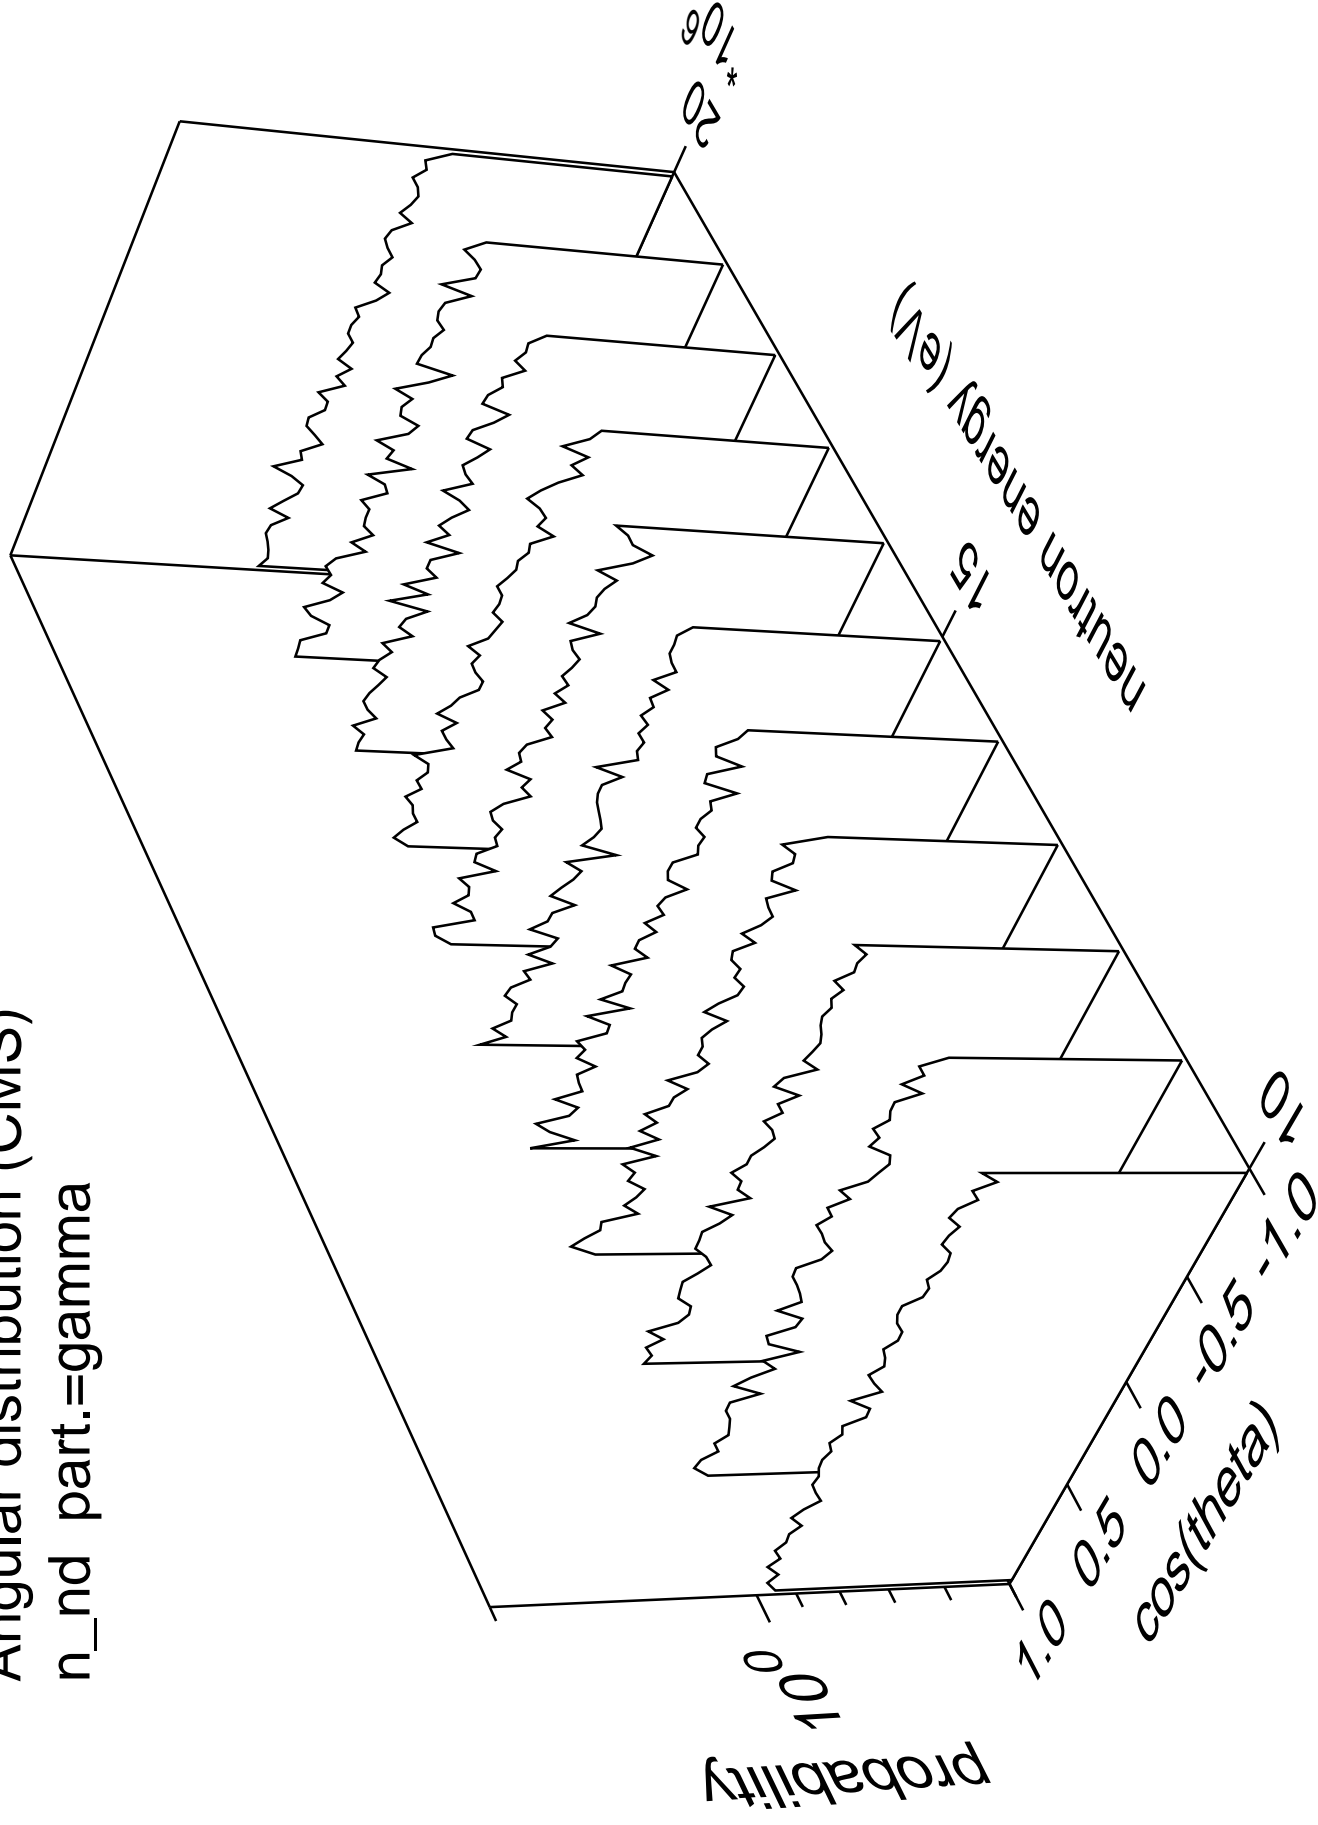 Angular distribution (CMS)
n_nd part.=gamma
probability
10^0
1.0 0.5 0.0 -0.5 -1.0
cos(theta)
10 15 20 *10^6
neutron energy (eV)